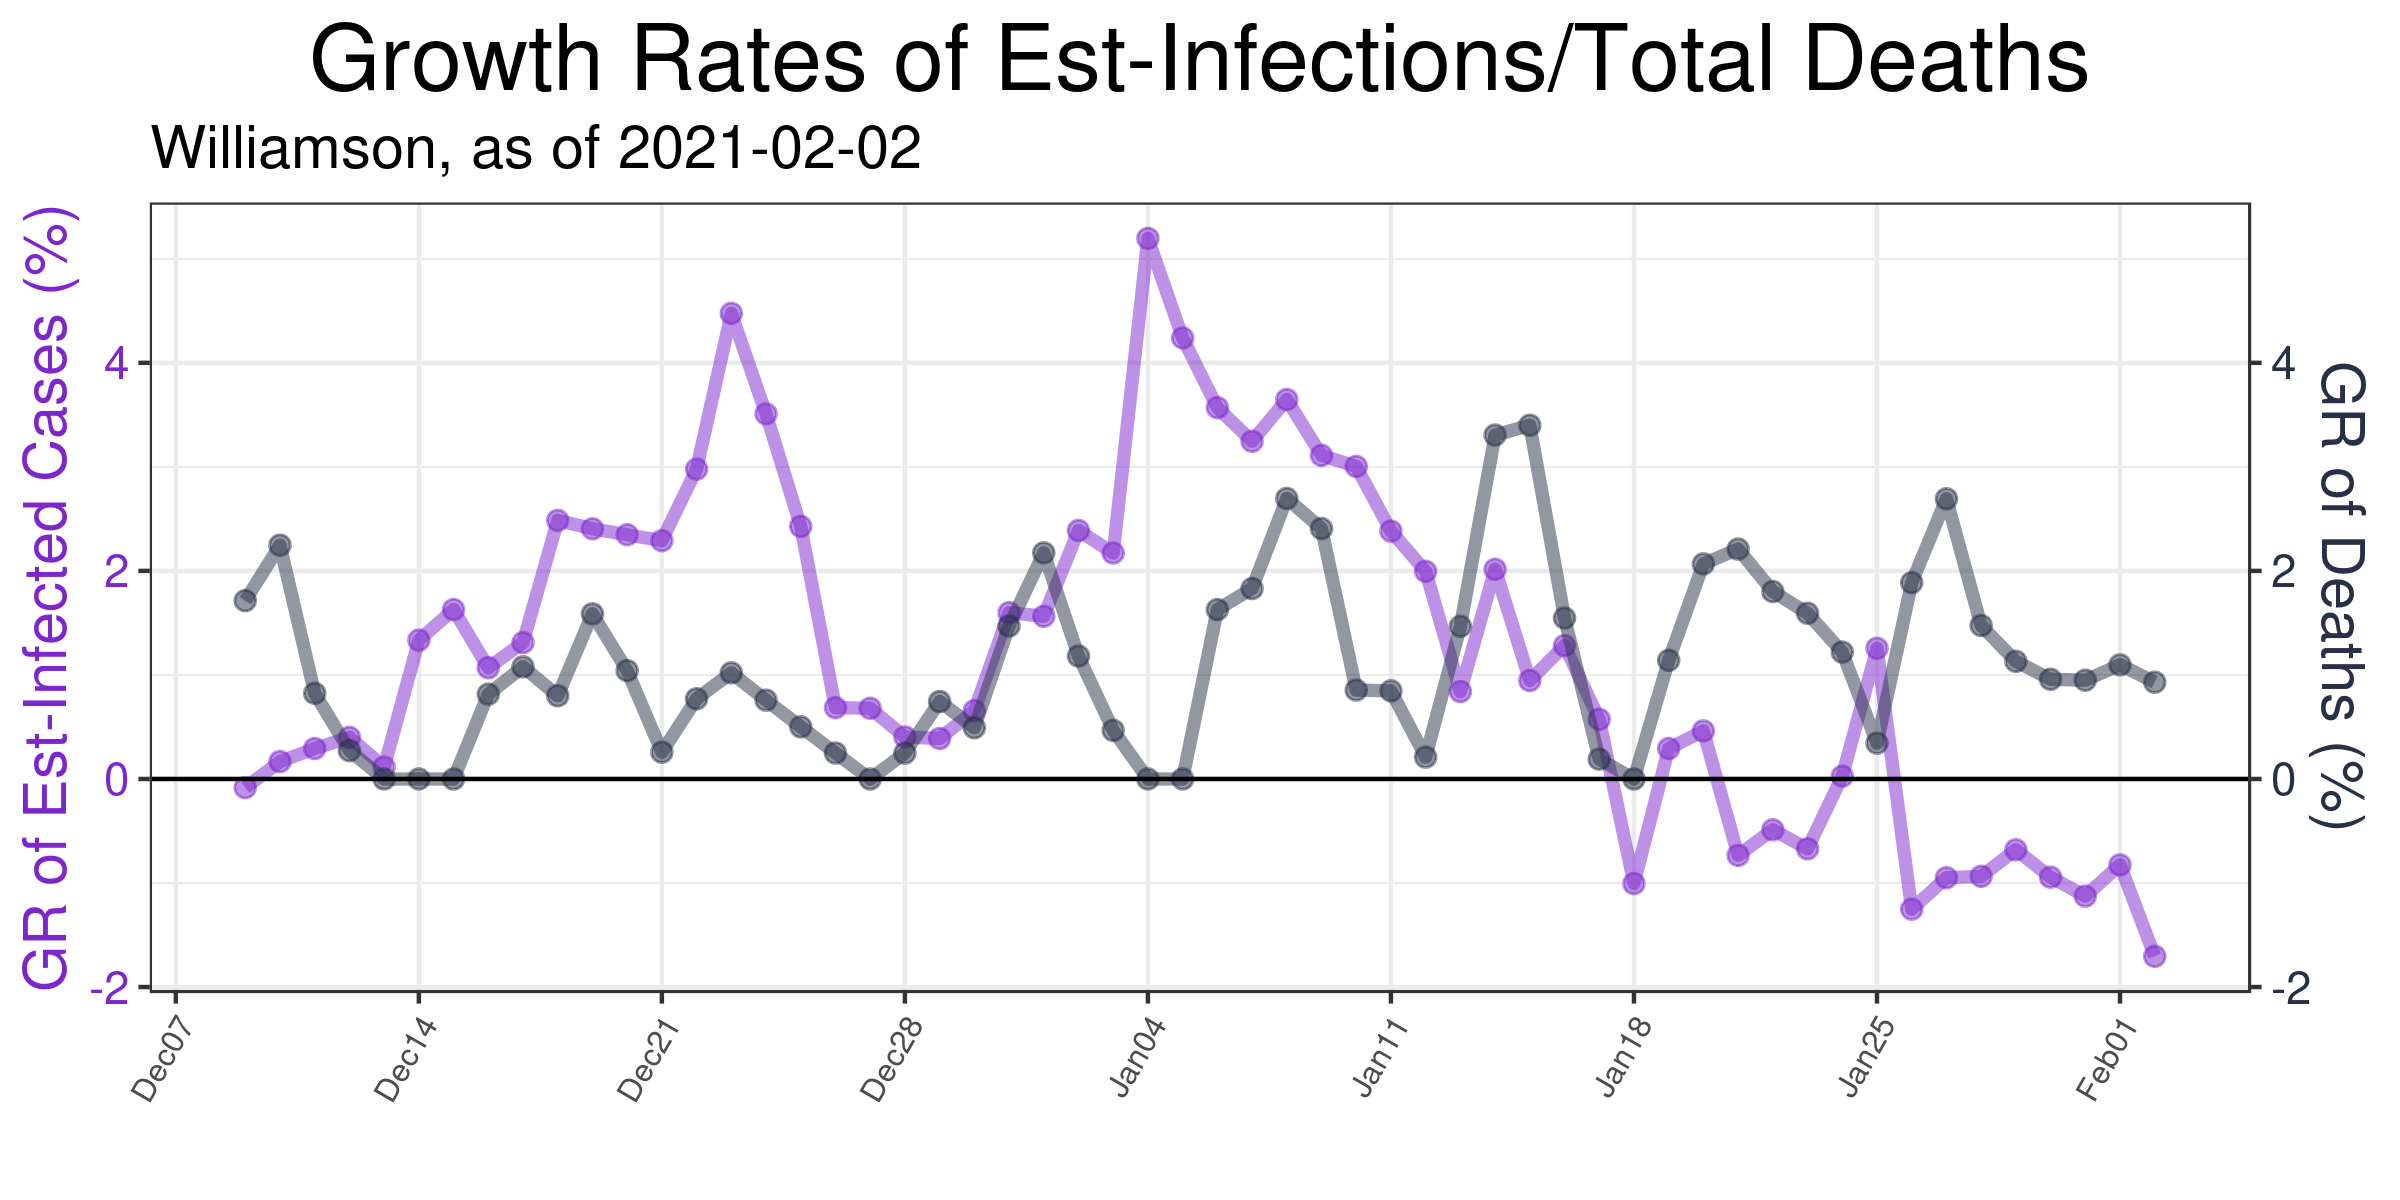 Growth Rates of Est-Infections/Total Deaths
Williamson, as of 2021-02-02
GR of Est-Infected Cases (%)
4
2
0
-2
4
2
0
-2
GR of Deaths (%)
Dec07
Dec14
Dec21
Dec28
Jan04
Jan11
Jan18
Jan25
Feb01